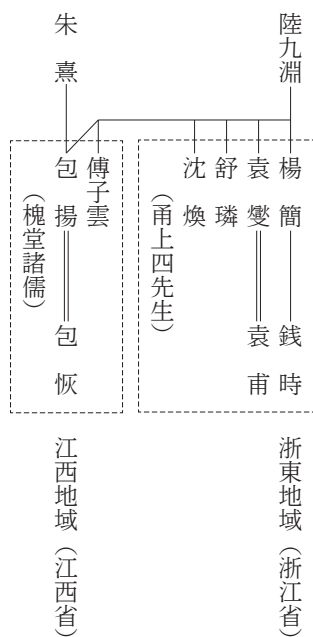 陸九淵
楊簡
銭時
浙東地域(浙江省)
袁燮
袁甫
舒璘
沈煥
(甬上四先生)
傅子雲
朱熹
包揚
包恢
江西地域(江西省)
(槐堂諸儒)